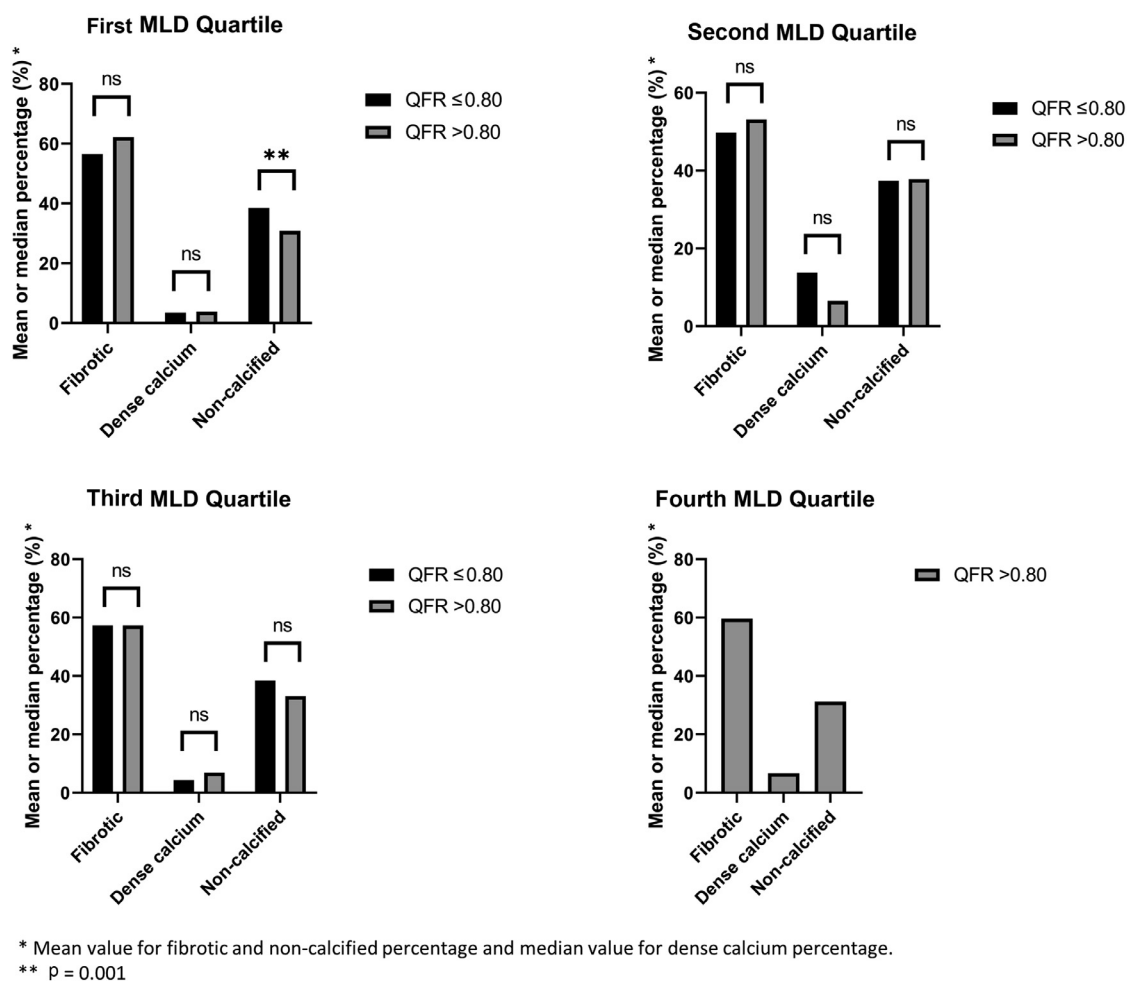 First MLD Quartile
Mean or median percentage (%) *
80
60
40
20
0
ns
ns
**
Fibrotic
Dense calcium
Non-calcified
QFR ≤0.80
QFR >0.80
Second MLD Quartile
Mean or median percentage (%) *
60
40
20
0
ns
ns
ns
Fibrotic
Dense calcium
Non-calcified
QFR ≤0.80
QFR >0.80
Third MLD Quartile
Mean or median percentage (%) *
80
60
40
20
0
ns
ns
ns
Fibrotic
Dense calcium
Non-calcified
QFR ≤0.80
QFR >0.80
Fourth MLD Quartile
Mean or median percentage (%) *
80
60
40
20
0
Fibrotic
Dense calcium
Non-calcified
QFR >0.80
* Mean value for fibrotic and non-calcified percentage and median value for dense calcium percentage.
** p = 0.001